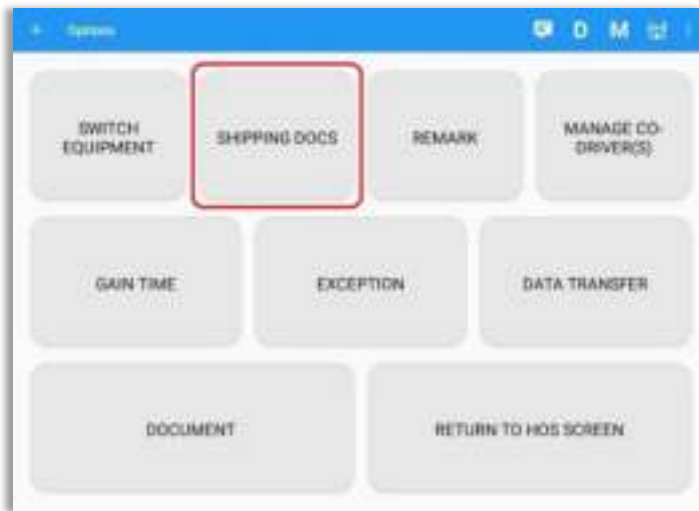 Options
D M
SWITCH
EQUIPMENT
SHIPPING DOCS
REMARK
MANAGE CO-
DRIVER(S)
GAIN TIME
EXCEPTION
DATA TRANSFER
DOCUMENT
RETURN TO HOS SCREEN